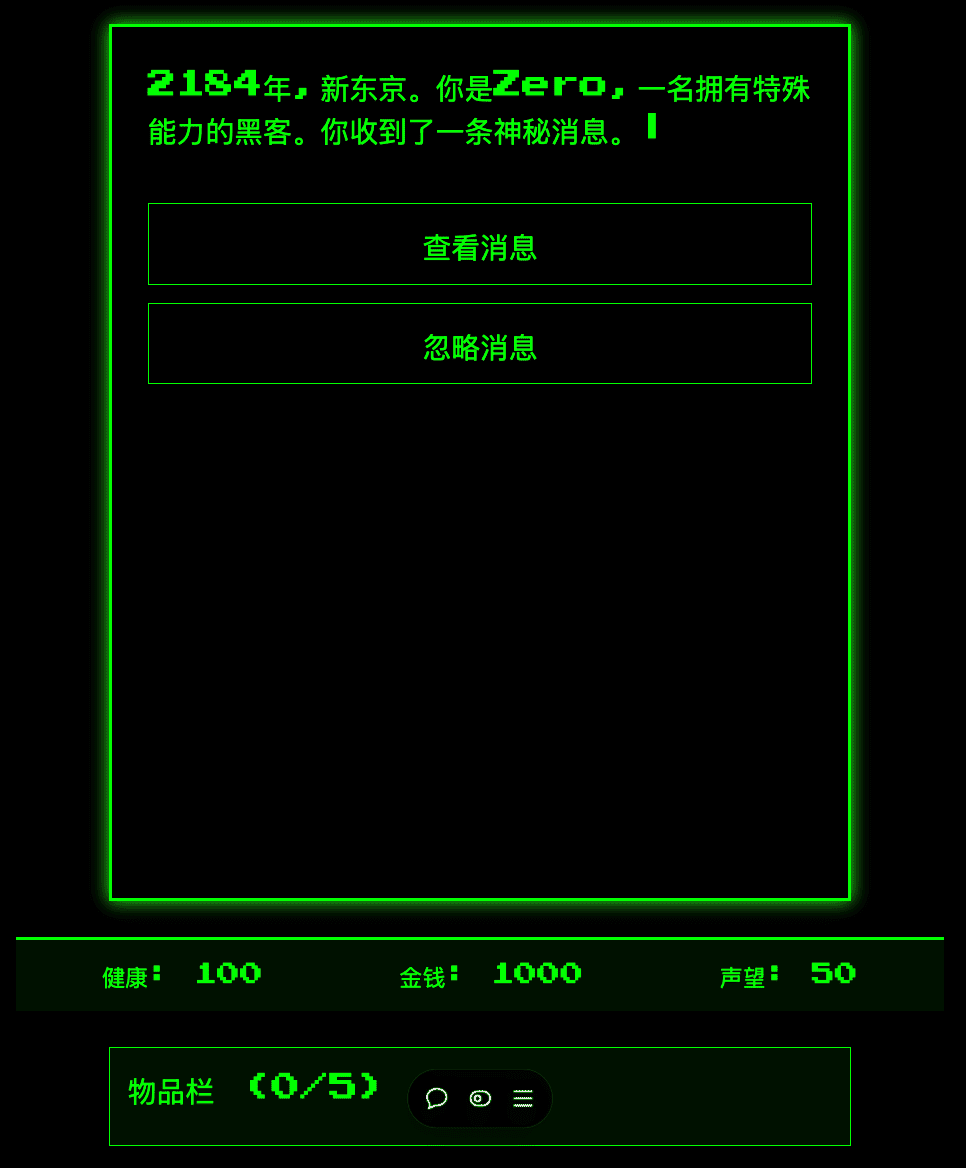 2184年，新东京。你是Zero，一名拥有特殊
能力的黑客。你收到了一条神秘消息。
查看消息
忽略消息
健康: 100 金钱: 1000 声望: 50
物品栏 (0/5)